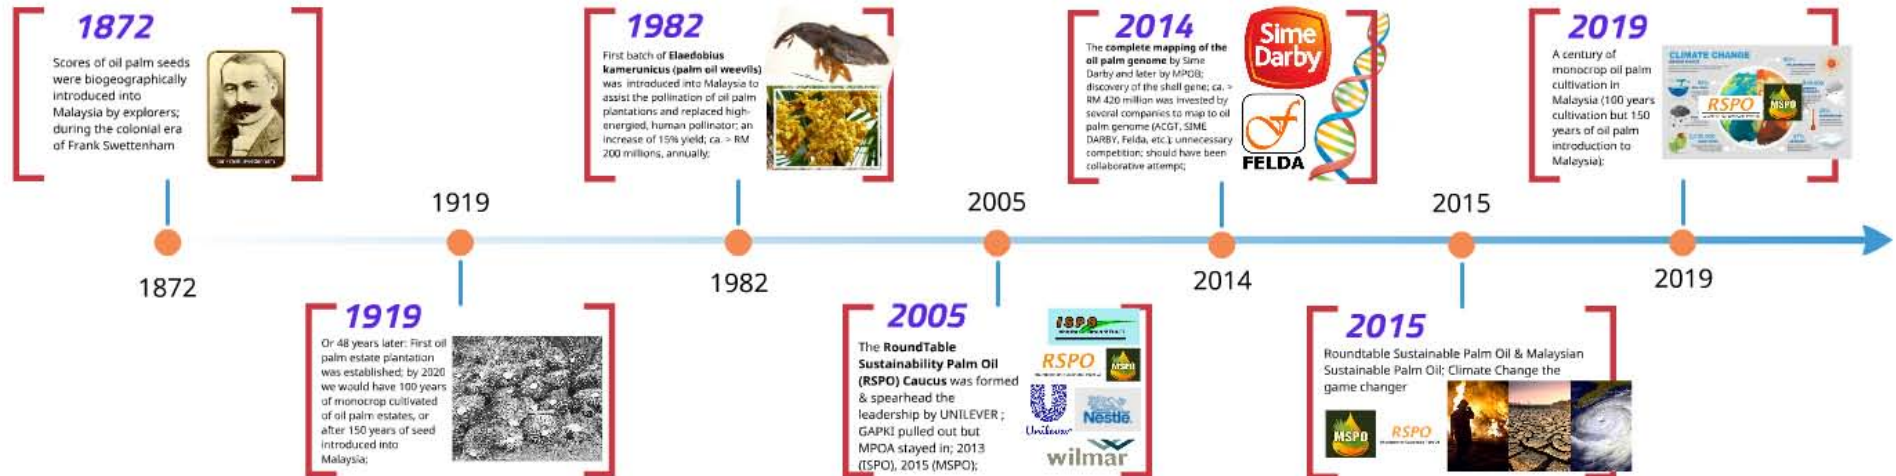 1872
Scores of oil palm seeds
were biogeographically
introduced into
Malaysia by explorers;
during the colonial era
of Frank Swettenham
1982
First batch of Elaedobius
kamerunicus (palm oil weevils)
was introduced into Malaysia to
assist the pollination of oil palm
plantations and replaced high-
energied, human pollinator; an
increase of 15% yield; ca. > RM
200 millions, annually;
2014
The complete mapping of the
oil palm genome by Sime
Darby and later by MPOB;
discovery of the shell gene; ca. >
RM 420 million was invested by
several companies to map to oil
palm genome (ACGT, SIME
DARBY, Felda, etc.); unnecessary
competition; should have been
collaborative attempt;
Sime
Darby
FELDA
2019
A century of
monocrop oil palm
cultivation in
Malaysia (100 years
cultivation but 150
years of oil palm
introduction to
Malaysia);
CLIMATE CHANGE
RSPO
MSPO
1919
2005
2015
1872
1982
2014
2019
1919
Or 48 years later: First oil
palm estate plantation
was established; by 2020
we would have 100 years
of monocrop cultivated
of oil palm estates, or
after 150 years of seed
introduced into
Malaysia;
2005
The RoundTable
Sustainability Palm Oil
(RSPO) Caucus was formed
& spearhead the
leadership by UNILEVER ;
GAPKI pulled out but
MPOA stayed in; 2013
(ISPO), 2015 (MSPO);
ISPO
RSPO
MSPO
Unilever
Nestlé
wilmar
2015
Roundtable Sustainable Palm Oil & Malaysian
Sustainable Palm Oil; Climate Change the
game changer
MSPO
RSPO